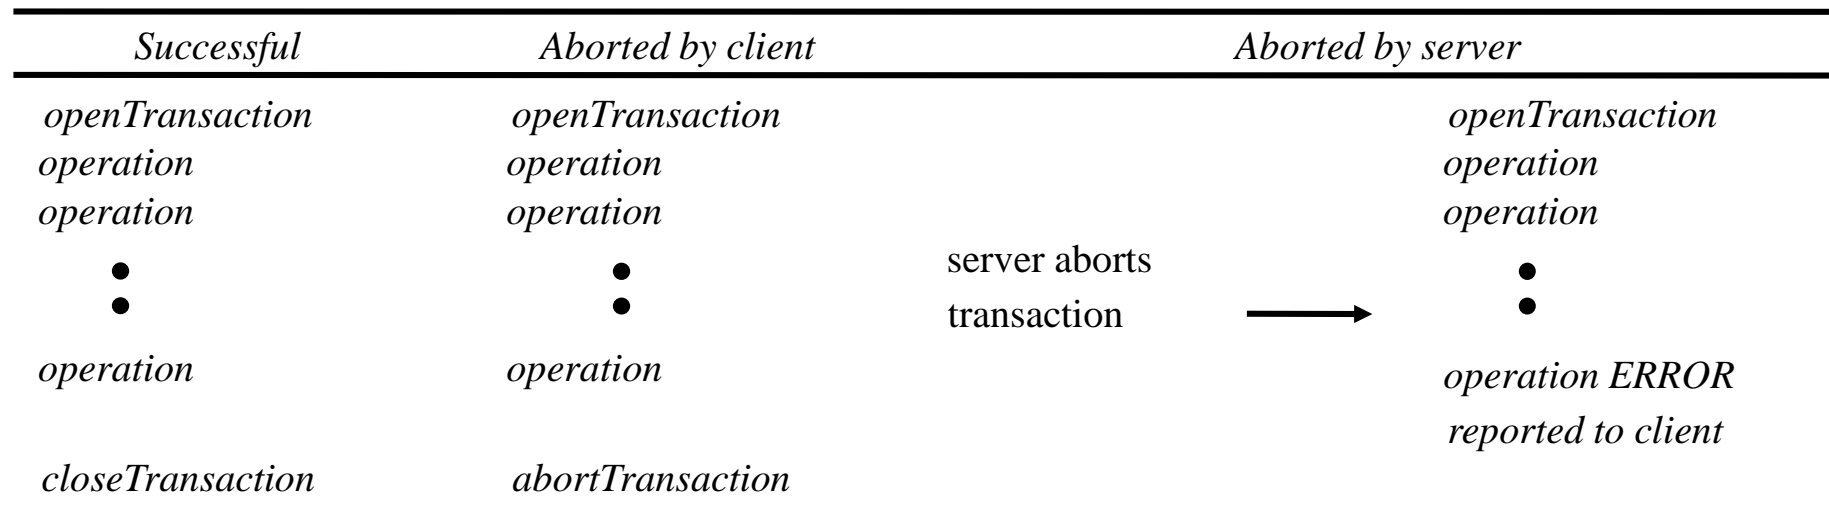 Successful Aborted by client Aborted by server
openTransaction openTransaction openTransaction
operation operation operation
operation operation operation
server aborts
transaction
operation operation operation ERROR
reported to client
closeTransaction abortTransaction